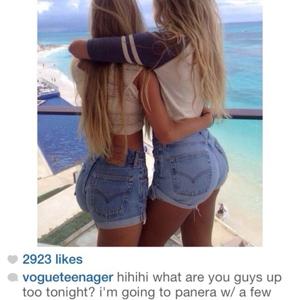 2923 likes
vogueteenager hihihi what are you guys up
too tonight? i'm going to panera w/ a few